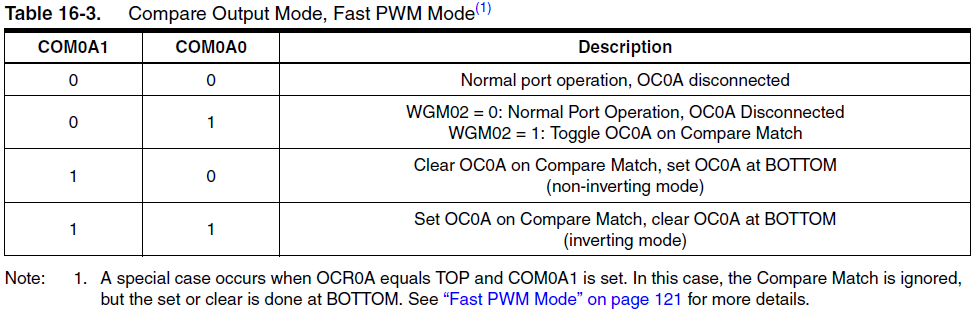 Table 16-3. Compare Output Mode, Fast PWM Mode(1)
COM0A1 COM0A0 Description
0 0 Normal port operation, OC0A disconnected
0 1 WGM02 = 0: Normal Port Operation, OC0A Disconnected
WGM02 = 1: Toggle OC0A on Compare Match
1 0 Clear OC0A on Compare Match, set OC0A at BOTTOM
(non-inverting mode)
1 1 Set OC0A on Compare Match, clear OC0A at BOTTOM
(inverting mode)
Note: 1. A special case occurs when OCR0A equals TOP and COM0A1 is set. In this case, the Compare Match is ignored,
but the set or clear is done at BOTTOM. See “Fast PWM Mode” on page 121 for more details.